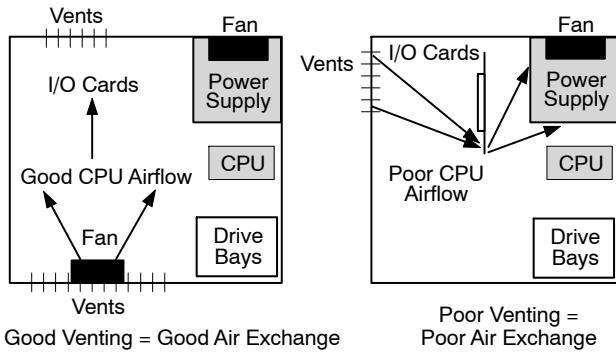 Vents
Fan
I/O Cards
Power
Supply
Good CPU Airflow
CPU
Fan
Drive
Bays
Vents
Good Venting = Good Air Exchange
Fan
I/O Cards
Vents
Power
Supply
Poor CPU
Airflow
CPU
Drive
Bays
Poor Venting =
Poor Air Exchange